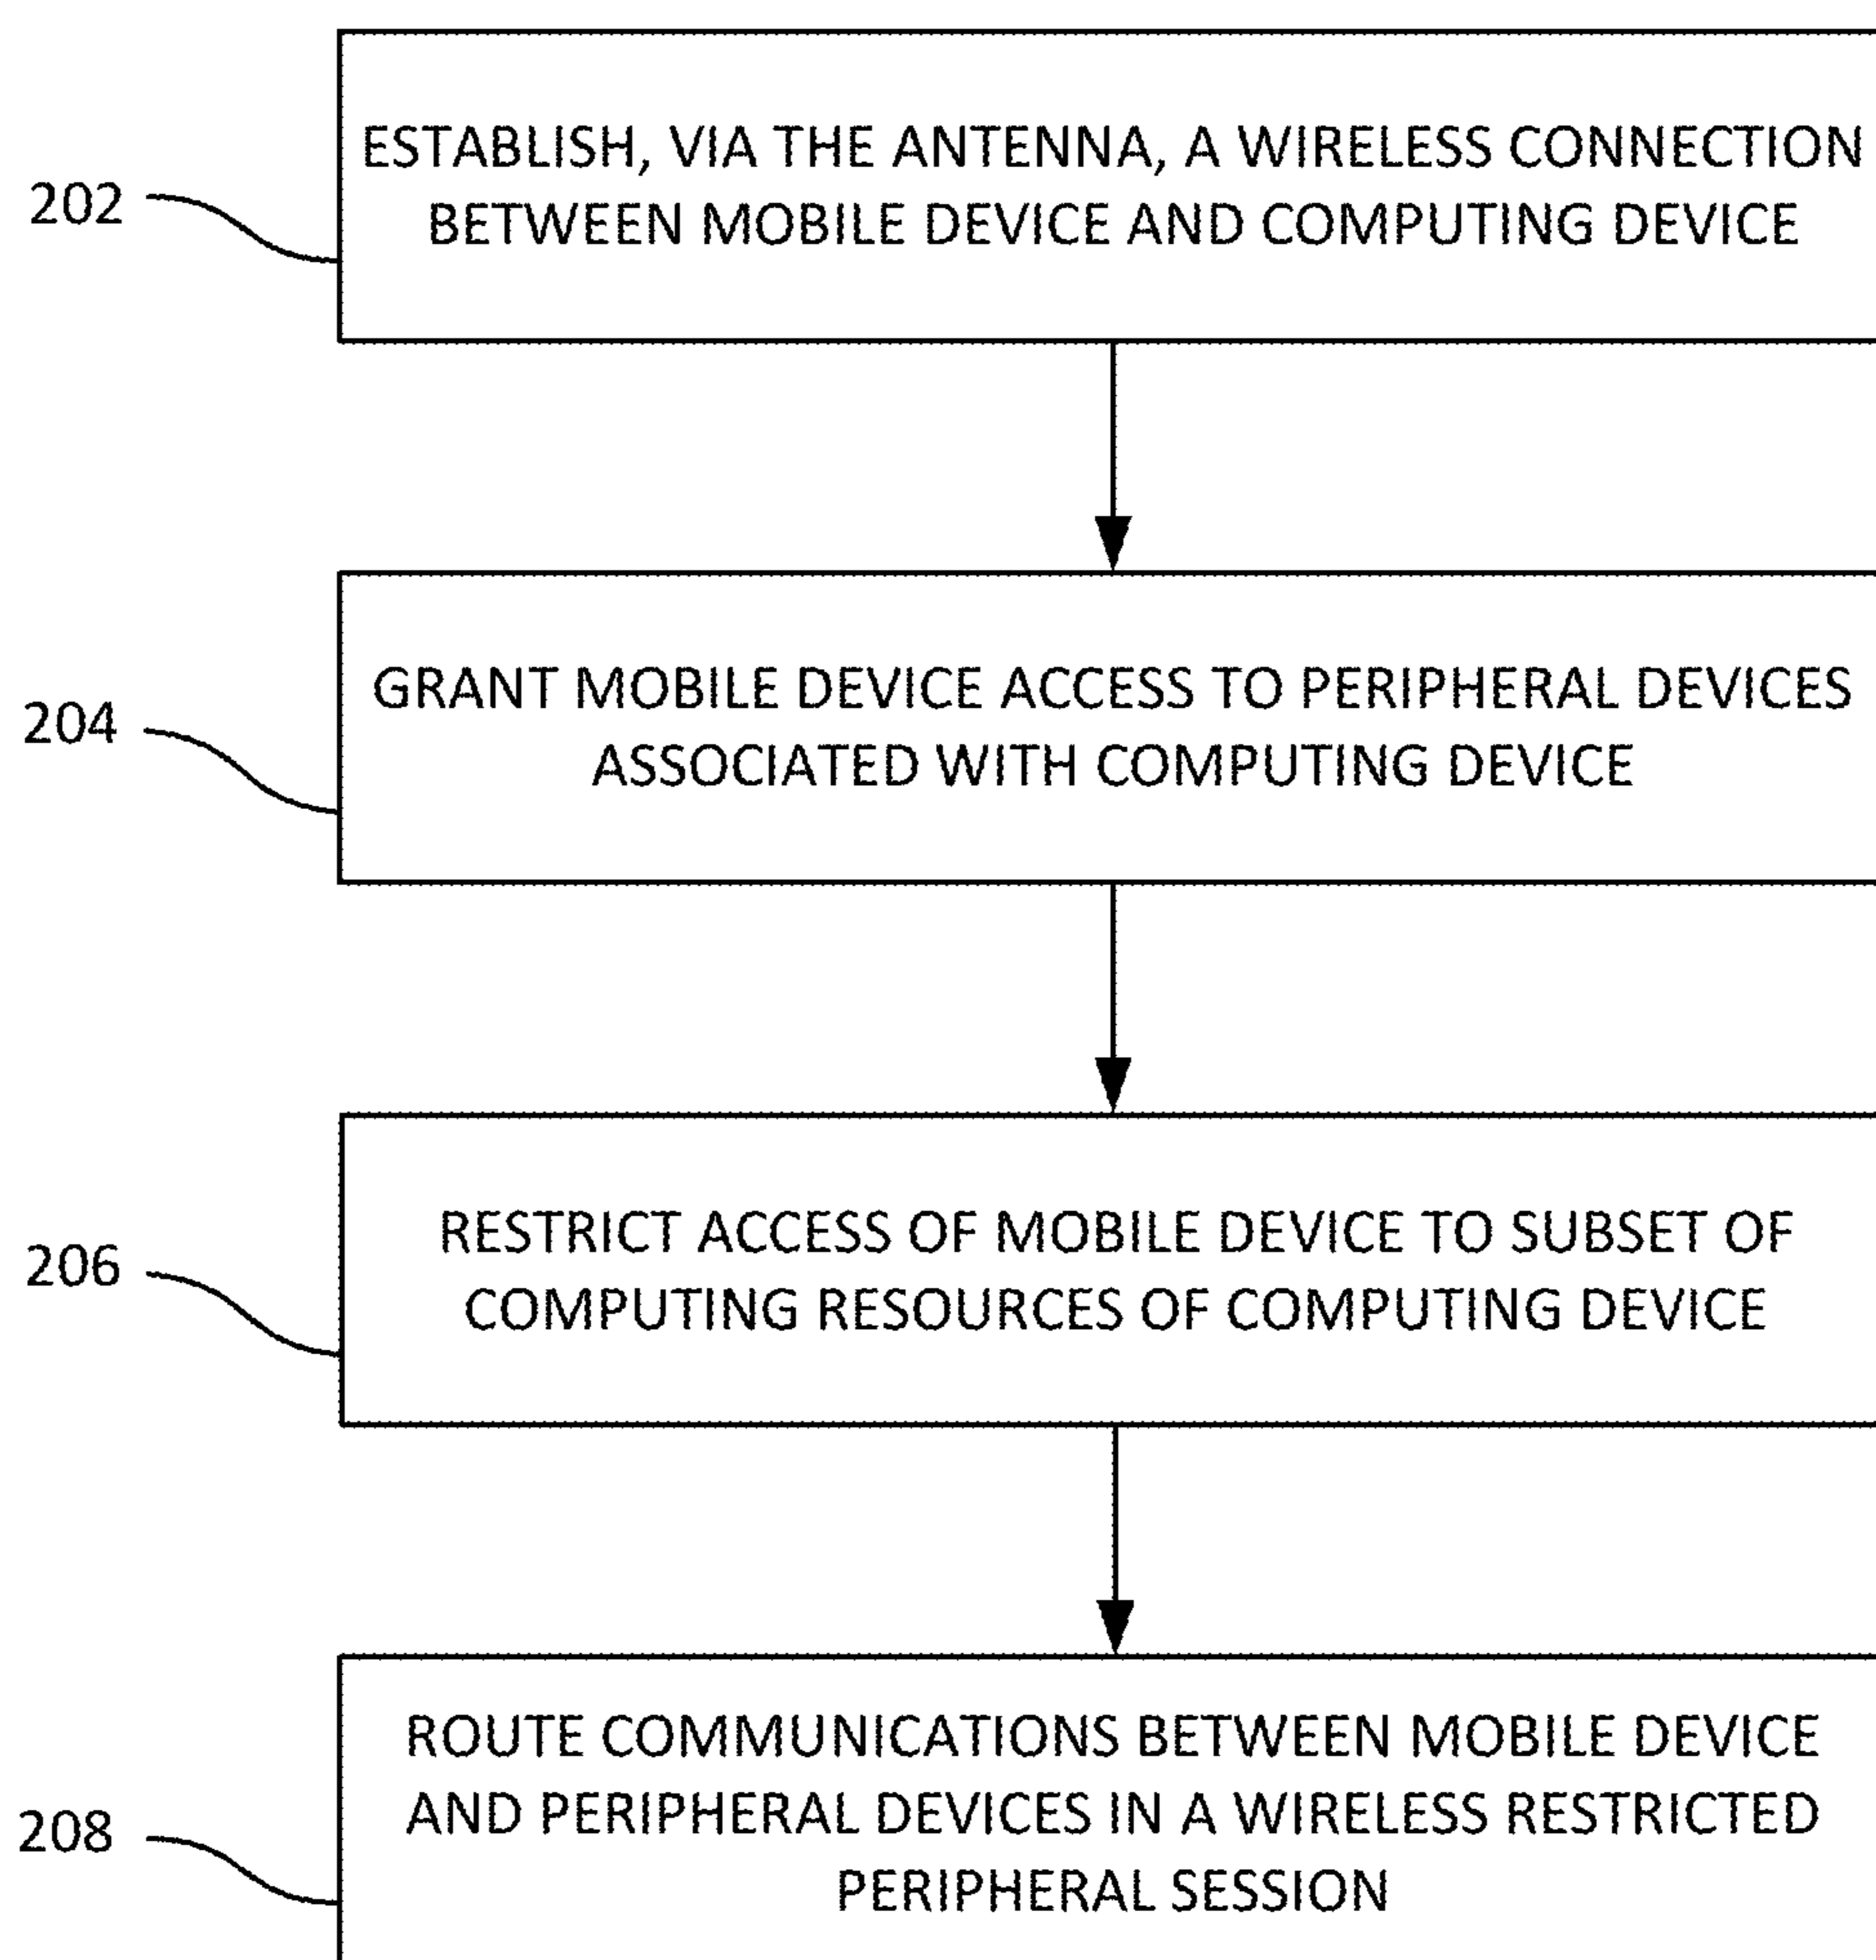 202
ESTABLISH, VIA THE ANTENNA, A WIRELESS CONNECTION
BETWEEN MOBILE DEVICE AND COMPUTING DEVICE
204
GRANT MOBILE DEVICE ACCESS TO PERIPHERAL DEVICES
ASSOCIATED WITH COMPUTING DEVICE
206
RESTRICT ACCESS OF MOBILE DEVICE TO SUBSET OF
COMPUTING RESOURCES OF COMPUTING DEVICE
208
ROUTE COMMUNICATIONS BETWEEN MOBILE DEVICE
AND PERIPHERAL DEVICES IN A WIRELESS RESTRICTED
PERIPHERAL SESSION